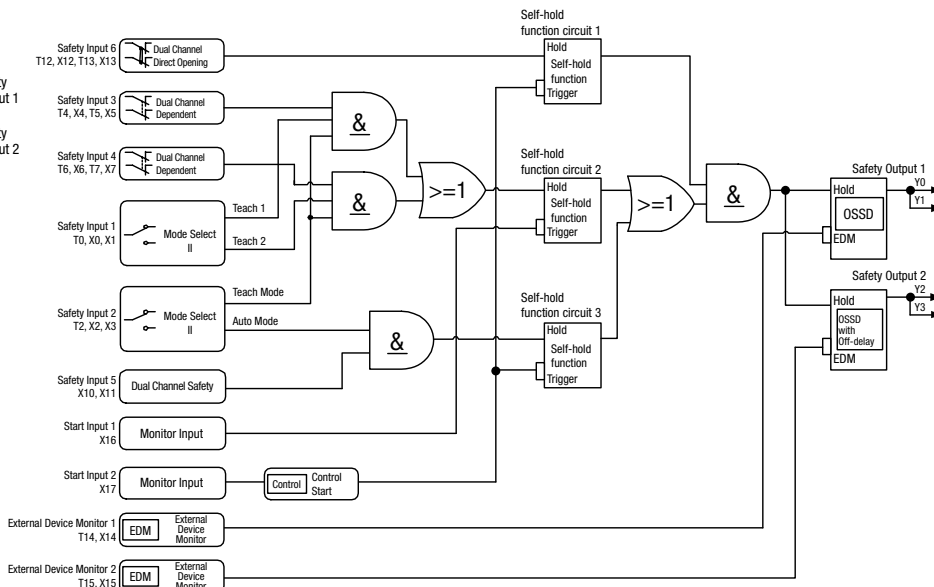 Self-hold
function circuit 1
Hold
Self-hold
function
Trigger
Safety Input 6
T12, X12, T13, X13
Dual Channel
Direct Opening
ty
ut 1
Safety Input 3
T4, X4, T5, X5
Dual Channel
Dependent
&
ty
ut 2
Safety Input 4
T6, X6, T7, X7
Dual Channel
Dependent
&
>=1
Self-hold
function circuit 2
Hold
Self-hold
function
Trigger
>=1
&
Safety Output 1
Hold
OSSD
EDM
Y0
Y1
Safety Input 1
T0, X0, X1
Mode Select
II
Teach 1
Teach 2
Safety Input 2
T2, X2, X3
Mode Select
II
Teach Mode
Auto Mode
&
Self-hold
function circuit 3
Hold
Self-hold
function
Trigger
Safety Output 2
Hold
OSSD
with
Off-delay
EDM
Y2
Y3
Safety Input 5
X10, X11
Dual Channel Safety
Start Input 1
X16
Monitor Input
Start Input 2
X17
Monitor Input
Control
Control
Start
External Device Monitor 1
T14, X14
EDM
External
Device
Monitor
External Device Monitor 2
T15, X15
EDM
External
Device
Monitor